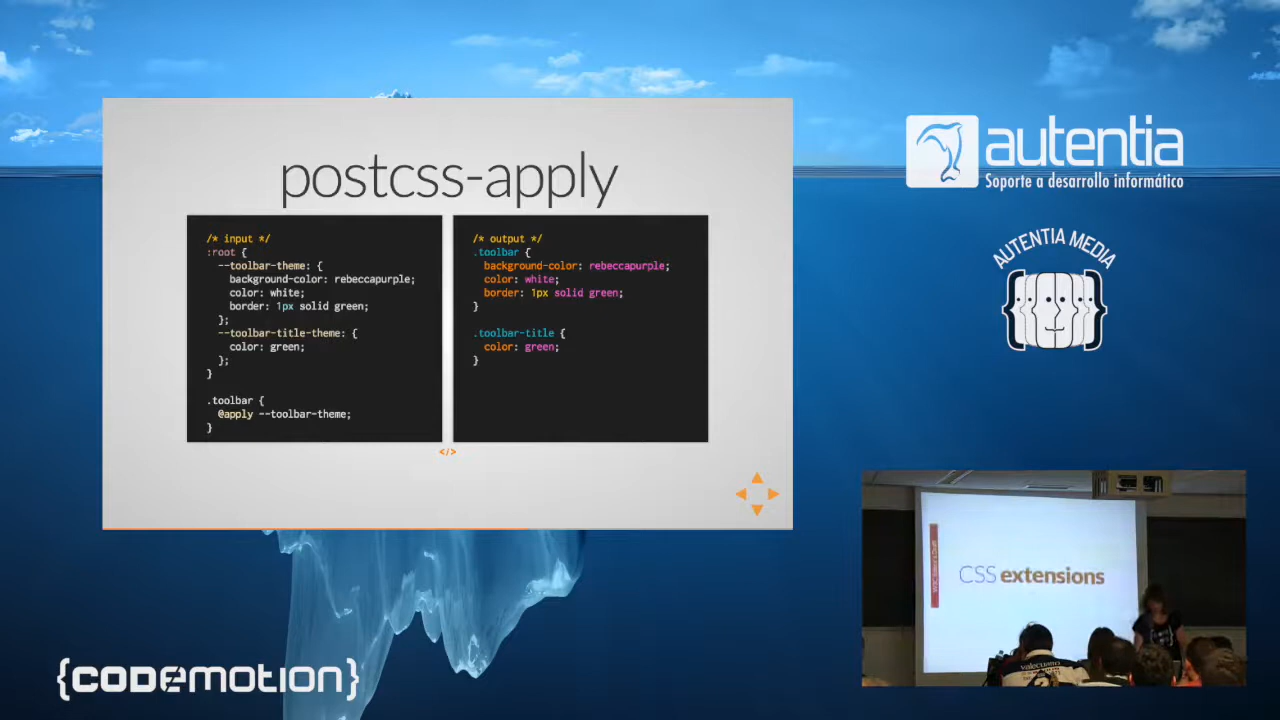 postcss-apply
/* input */
:root {
--toolbar-theme: {
background-color: rebeccapurple;
color: white;
border: 1px solid green;
};
--toolbar-title-theme: {
color: green;
};
}
.toolbar {
@apply --toolbar-theme;
}
/* output */
.toolbar {
background-color: rebeccapurple;
color: white;
border: 1px solid green;
}
.toolbar-title {
color: green;
}
</>
autentia
Soporte a desarrollo informático
AUTENTIA MEDIA
CSS extensions
{CODEMOTION}